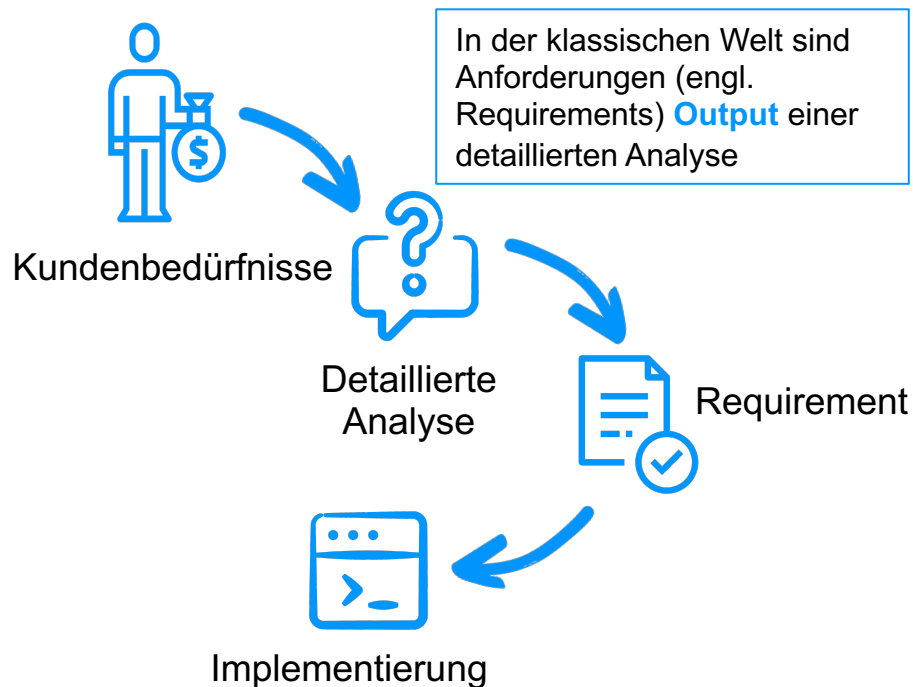 In der klassischen Welt sind
Anforderungen (engl.
Requirements) Output einer
detaillierten Analyse
$
Kundenbedürfnisse
?
Detaillierte
Analyse
Requirement
>_
Implementierung